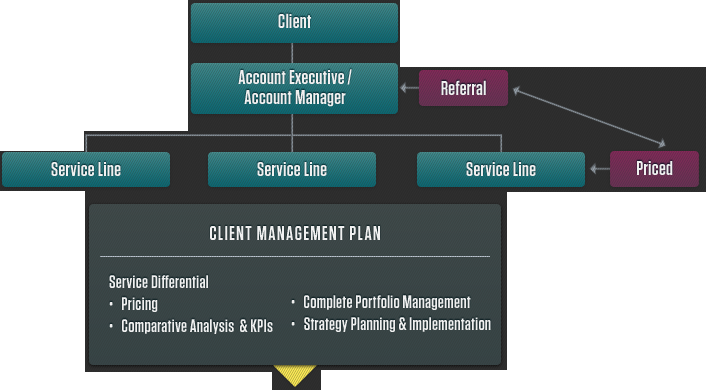 Client
Account Executive /
Account Manager
Referral
Service Line
Service Line
Service Line
Priced
CLIENT MANAGEMENT PLAN
Service Differential
• Pricing
• Comparative Analysis & KPIs
• Complete Portfolio Management
• Strategy Planning & Implementation